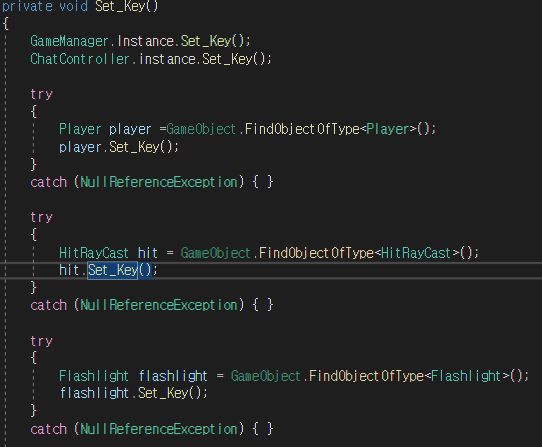 private void Set_Key()
{
GameManager.Instance.Set_Key();
ChatController.instance.Set_Key();
try
{
Player player =GameObject.FindObjectOfType<Player>();
player.Set_Key();
}
catch (NullReferenceException) { }
try
{
HitRayCast hit = GameObject.FindObjectOfType<HitRayCast>();
hit.Set_Key();
}
catch (NullReferenceException) { }
try
{
Flashlight flashlight = GameObject.FindObjectOfType<Flashlight>();
flashlight.Set_Key();
}
catch (NullReferenceException) { }